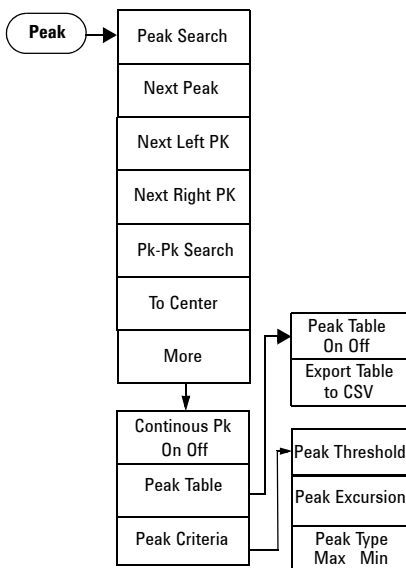 Peak
Peak Search
Next Peak
Next Left PK
Next Right PK
Pk-Pk Search
To Center
More
Continous Pk
On Off
Peak Table
Peak Criteria
Peak Table
On Off
Export Table
to CSV
Peak Threshold
Peak Excursion
Peak Type
Max Min